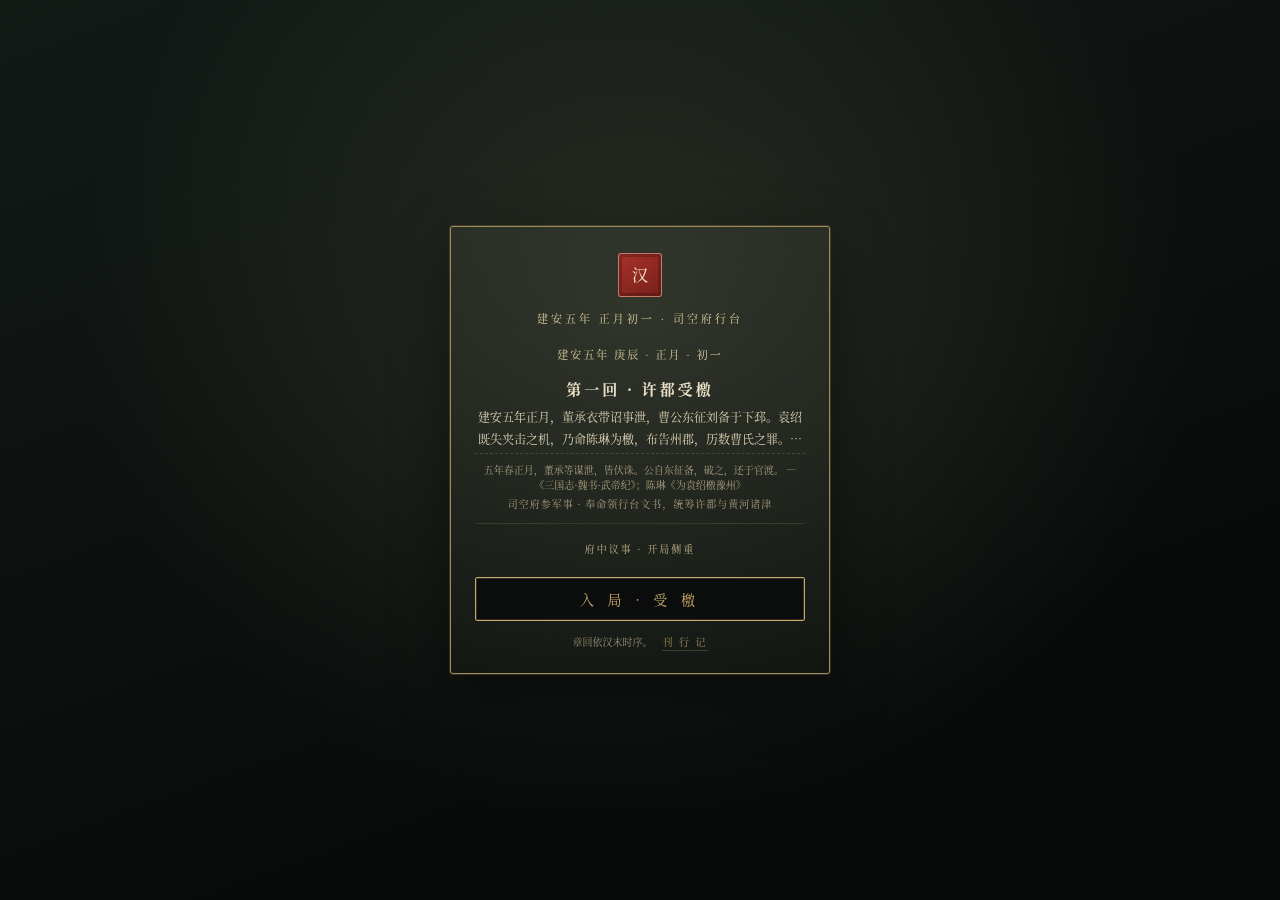 汉
建安五年 正月初一 · 司空府行台
建安五年 庚辰 · 正月 · 初一
第一回 · 许都受檄
建安五年正月，董承衣带诏事泄，曹公东征刘备于下邳。袁绍
既失夹击之机，乃命陈琳为檄，布告州郡，历数曹氏之罪。…
五年春正月，董承等谋泄，皆伏诛。公自东征备，破之，还于官渡。 —
《三国志·魏书·武帝纪》；陈琳《为袁绍檄豫州》
司空府参军事 · 奉命领行台文书，统筹许都与黄河诸津
府中议事 · 开局侧重
入局·受檄
章回依汉末时序。 刊行记